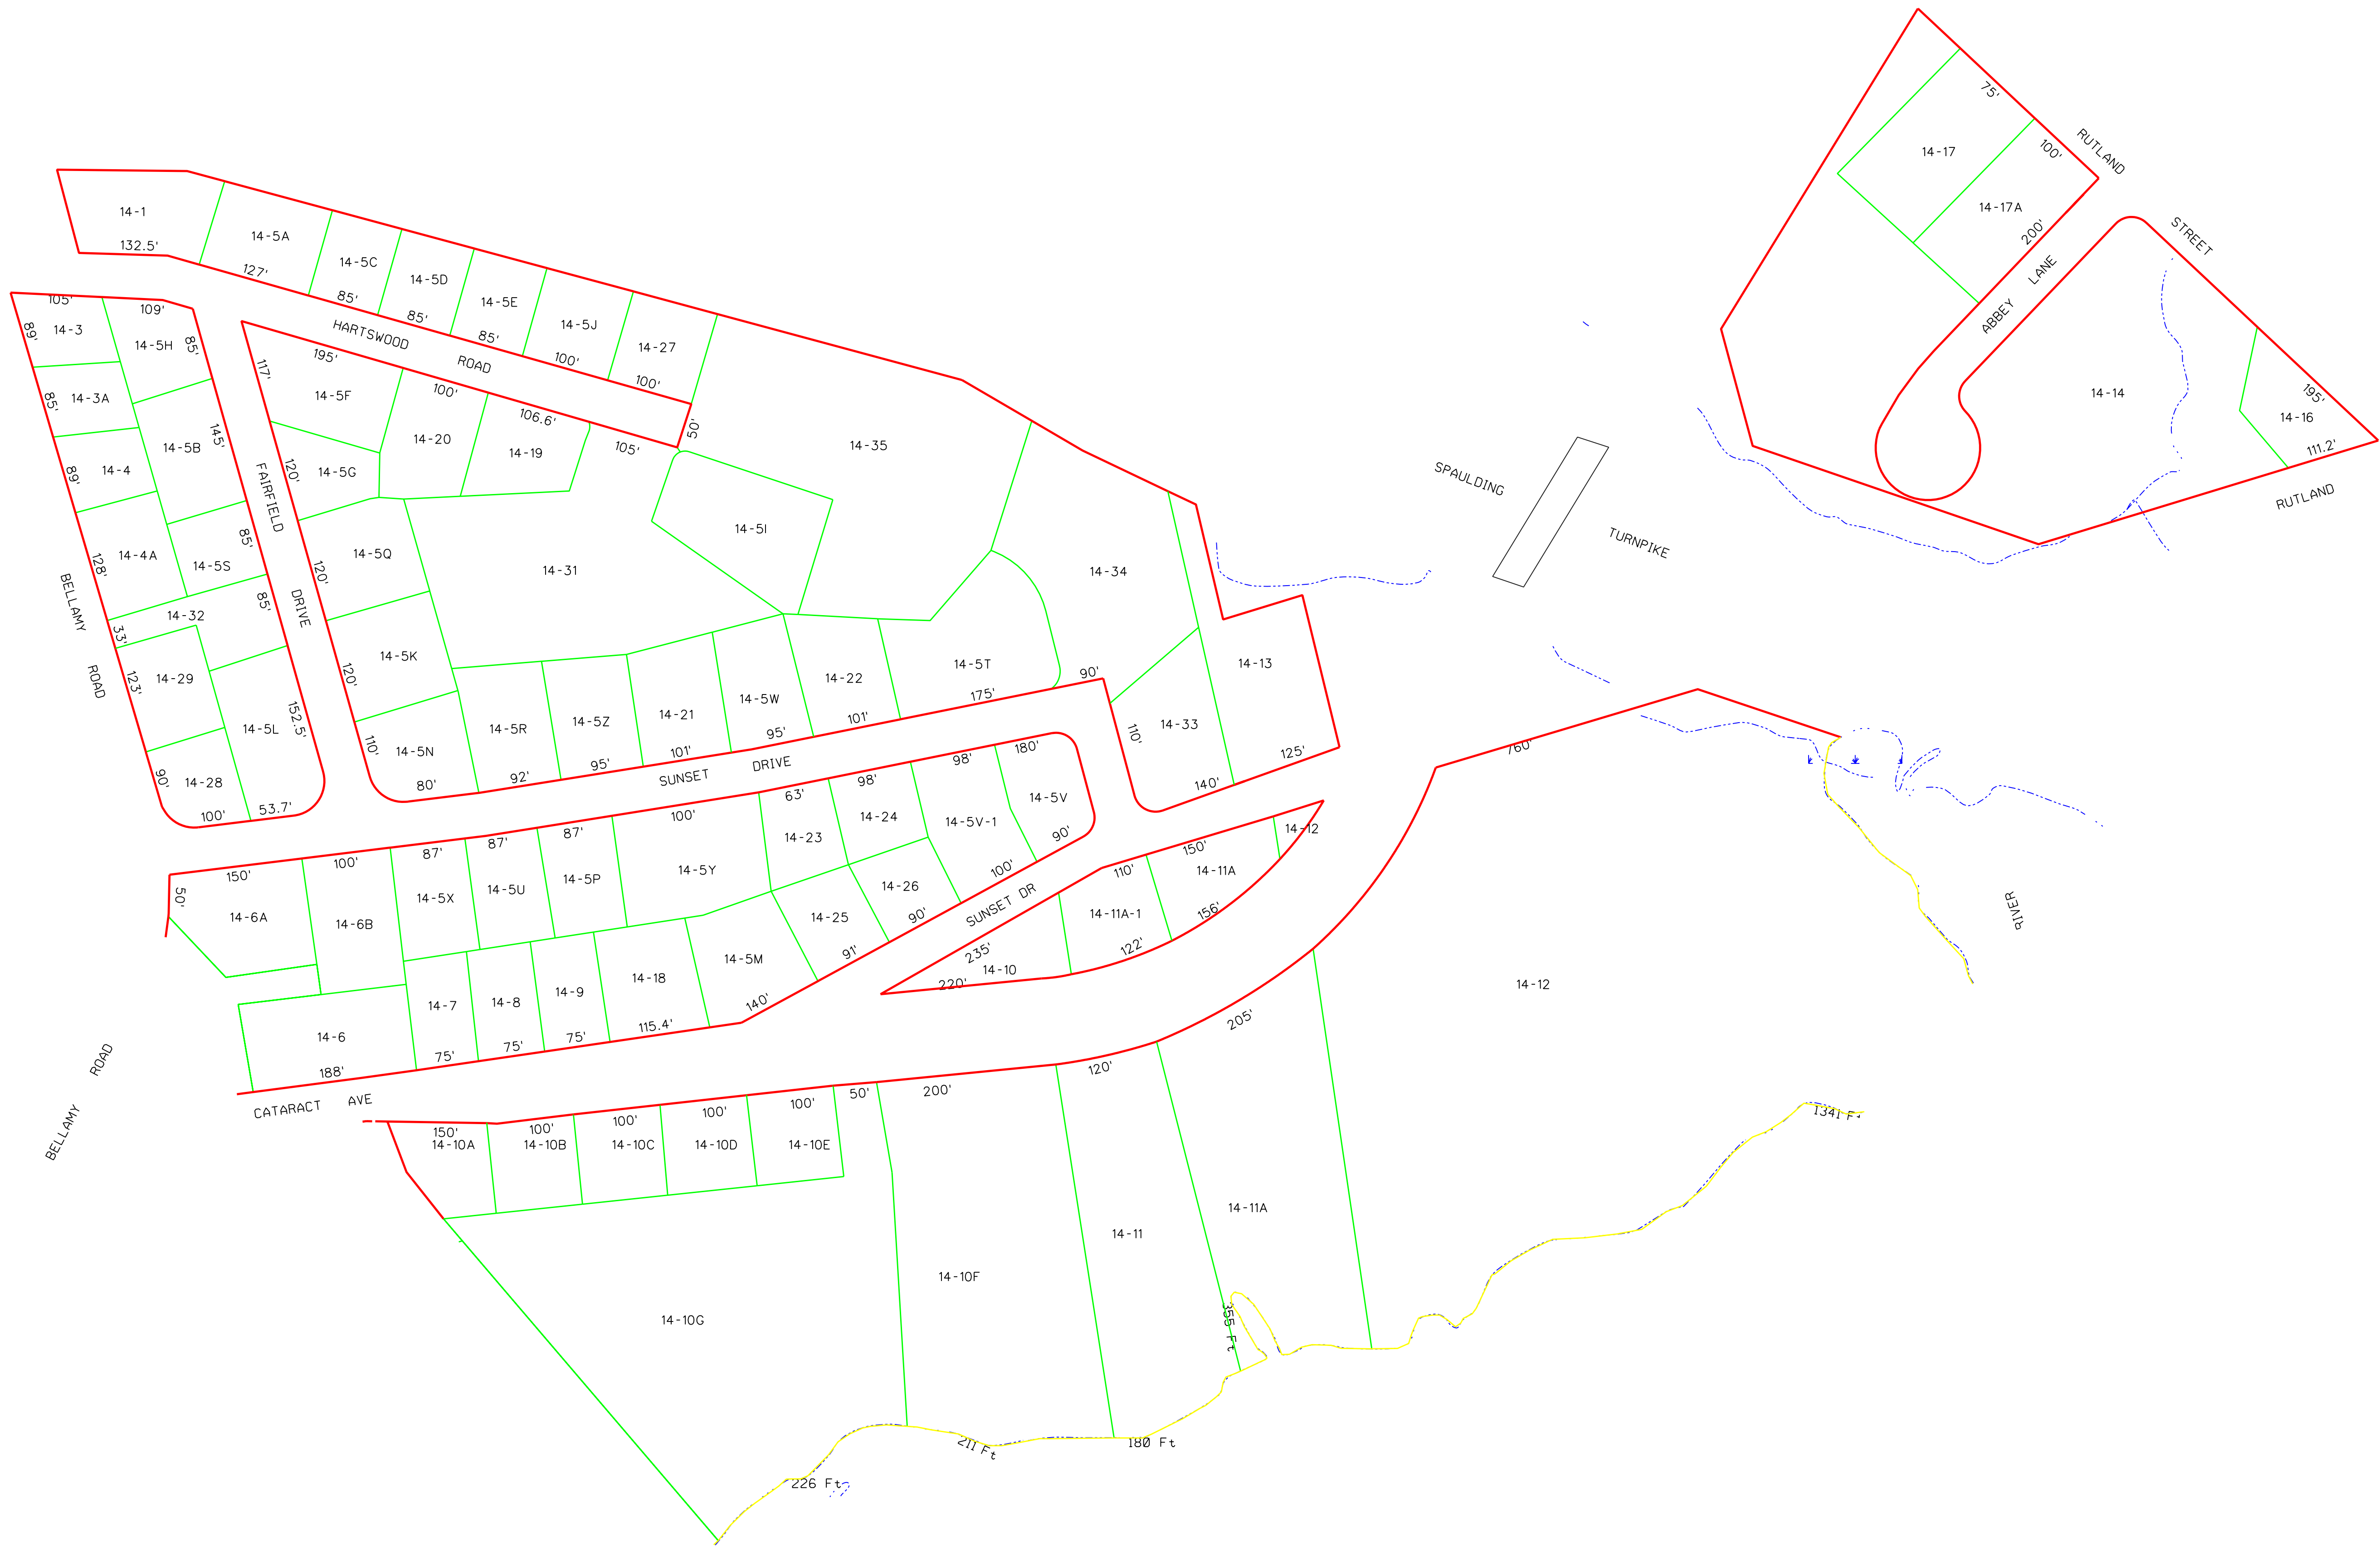 75'
RUTLAND
100'
14-17
14-17A
200'
STREET
ABBEY LANE
14-14
195'
14-16
111.2'
RUTLAND
SPAULDING
TURNPIKE
14-1
132.5'
14-5A
127'
14-5C
85'
14-5D
85'
14-5E
85'
14-5J
100'
14-27
100'
HARTSWOOD ROAD
50'
105'
14-3
89'
109'
14-5H
85'
14-3A
85'
14-4
89'
14-5B
145'
14-4A
128'
14-5S
85'
14-32
85'
33'
14-29
123'
14-5L
152.5'
14-28
90'
100'
53.7'
BELLAMY ROAD
FAIRFIELD DRIVE
195'
117'
14-5F
100'
14-20
106.6'
14-19
105'
14-5G
120'
14-5Q
120'
14-5K
120'
14-5N
110'
80'
14-31
14-5I
14-35
14-34
14-5R
92'
14-5Z
95'
14-21
101'
14-5W
95'
14-22
101'
14-5T
175'
90'
14-33
110'
140'
14-13
125'
SUNSET DRIVE
150'
50'
14-6A
100'
14-6B
87'
14-5X
87'
14-5U
87'
14-5P
100'
14-5Y
63'
14-23
98'
14-24
98'
14-5V-1
180'
14-5V
90'
100'
14-26
90'
14-25
91'
14-5M
140'
14-18
115.4'
14-9
75'
14-8
75'
14-7
75'
14-6
188'
SUNSET DR
235'
14-10
220'
110'
14-11A-1
122'
150'
14-11A
156'
14-12
760'
14-12
RIVER
BELLAMY ROAD
CATARACT AVE
150'
14-10A
100'
14-10B
100'
14-10C
100'
14-10D
100'
14-10E
50'
200'
120'
205'
14-10G
14-10F
14-11
14-11A
355 Ft
1341 Ft
180 Ft
211 Ft
226 Ft